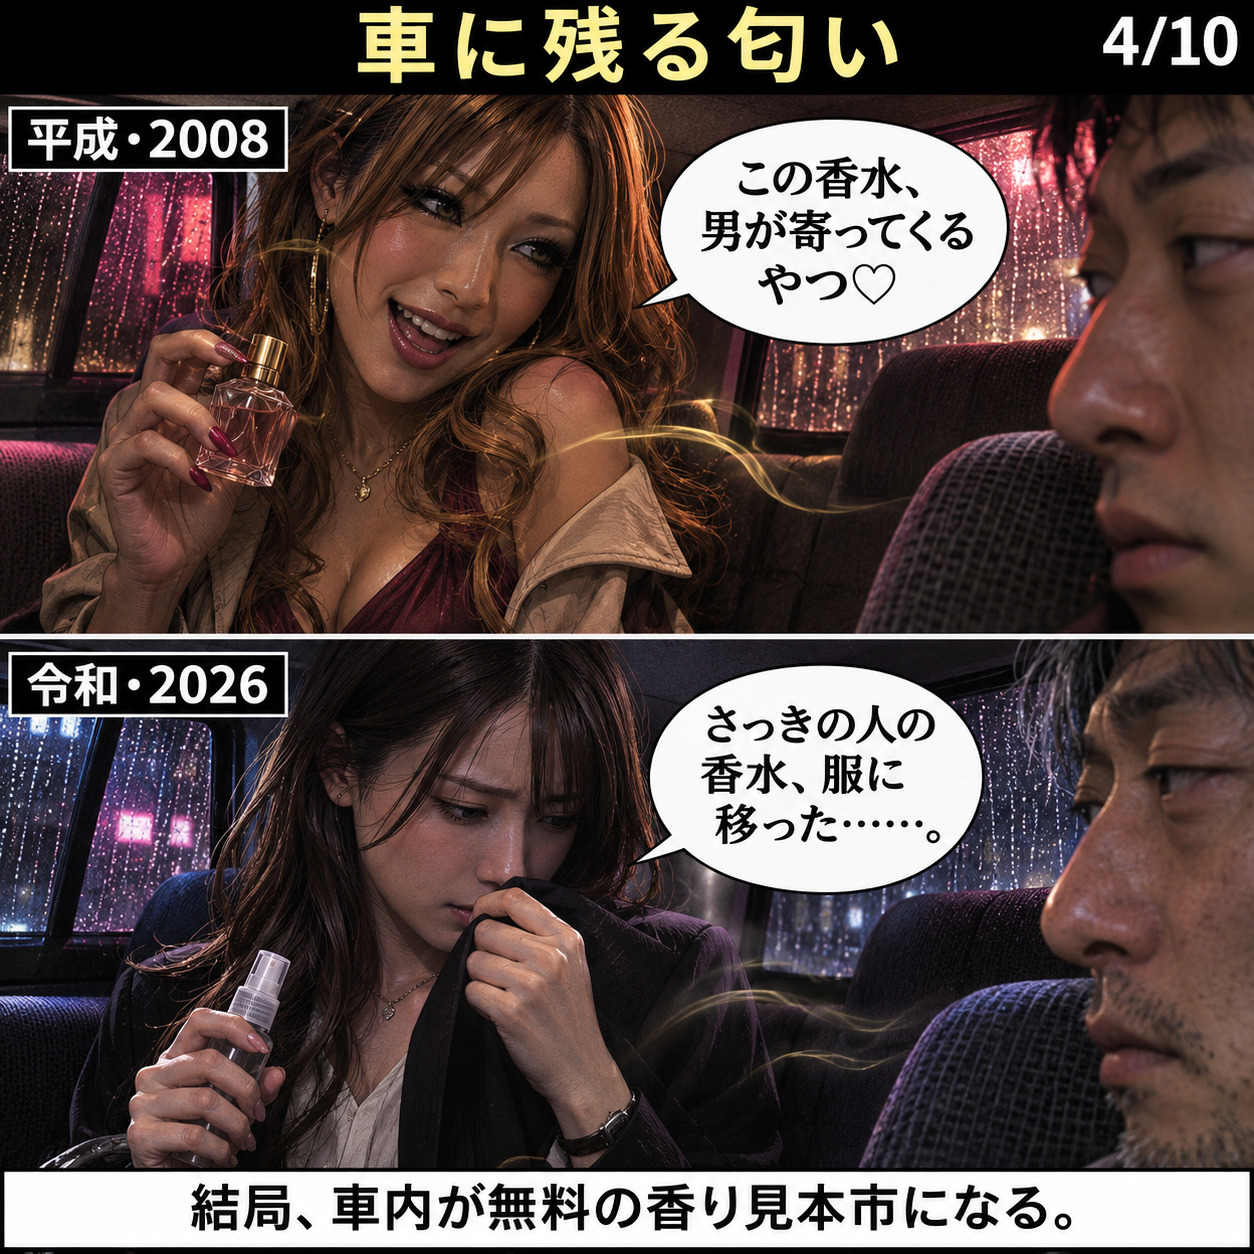 車に残る匂い
4/10
平成・2008
この香水、
男が寄ってくる
やつ♡
令和・2026
さっきの人の
香水、服に
移った……。
結局、車内が無料の香り見本市になる。